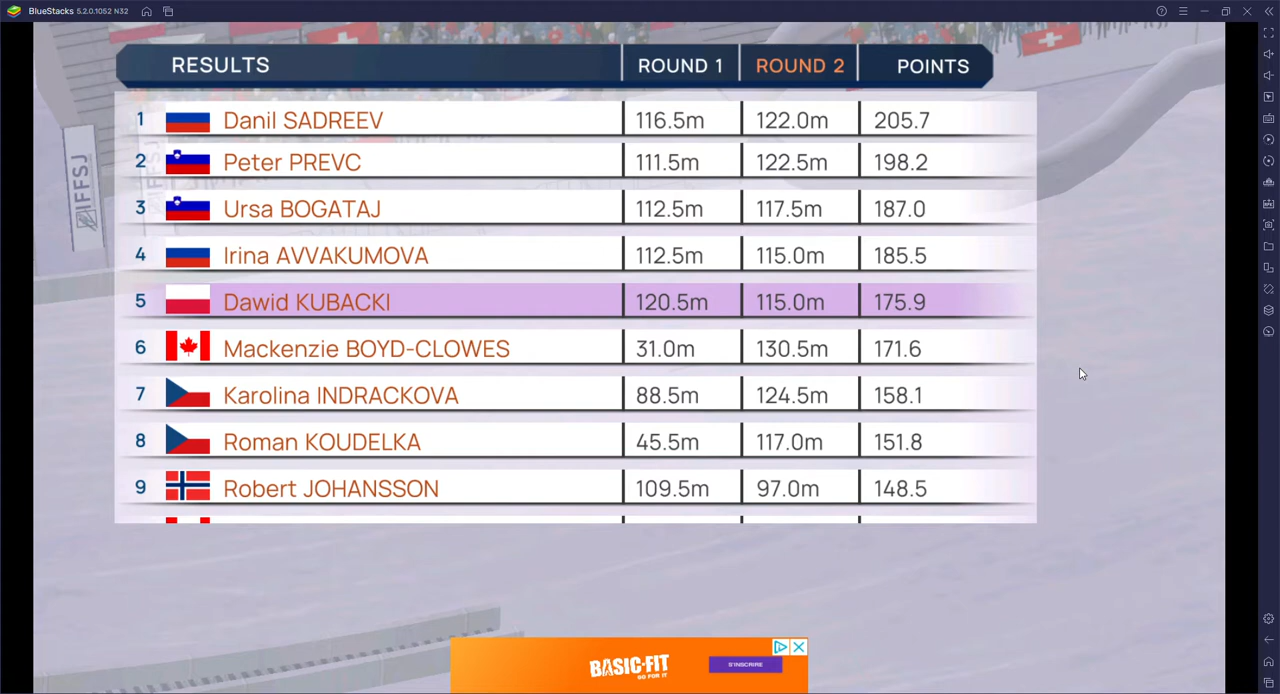 BlueStacks 5.2.0.1052 N32
RESULTS ROUND 1 ROUND 2 POINTS
1 Danil SADREEV 116.5m 122.0m 205.7
2 Peter PREVC 111.5m 122.5m 198.2
3 Ursa BOGATAJ 112.5m 117.5m 187.0
4 Irina AVVAKUMOVA 112.5m 115.0m 185.5
5 Dawid KUBACKI 120.5m 115.0m 175.9
6 Mackenzie BOYD-CLOWES 31.0m 130.5m 171.6
7 Karolina INDRACKOVA 88.5m 124.5m 158.1
8 Roman KOUDELKA 45.5m 117.0m 151.8
9 Robert JOHANSSON 109.5m 97.0m 148.5
IFFSJ
BASIC-FIT
GO FOR IT
S'INSCRIRE